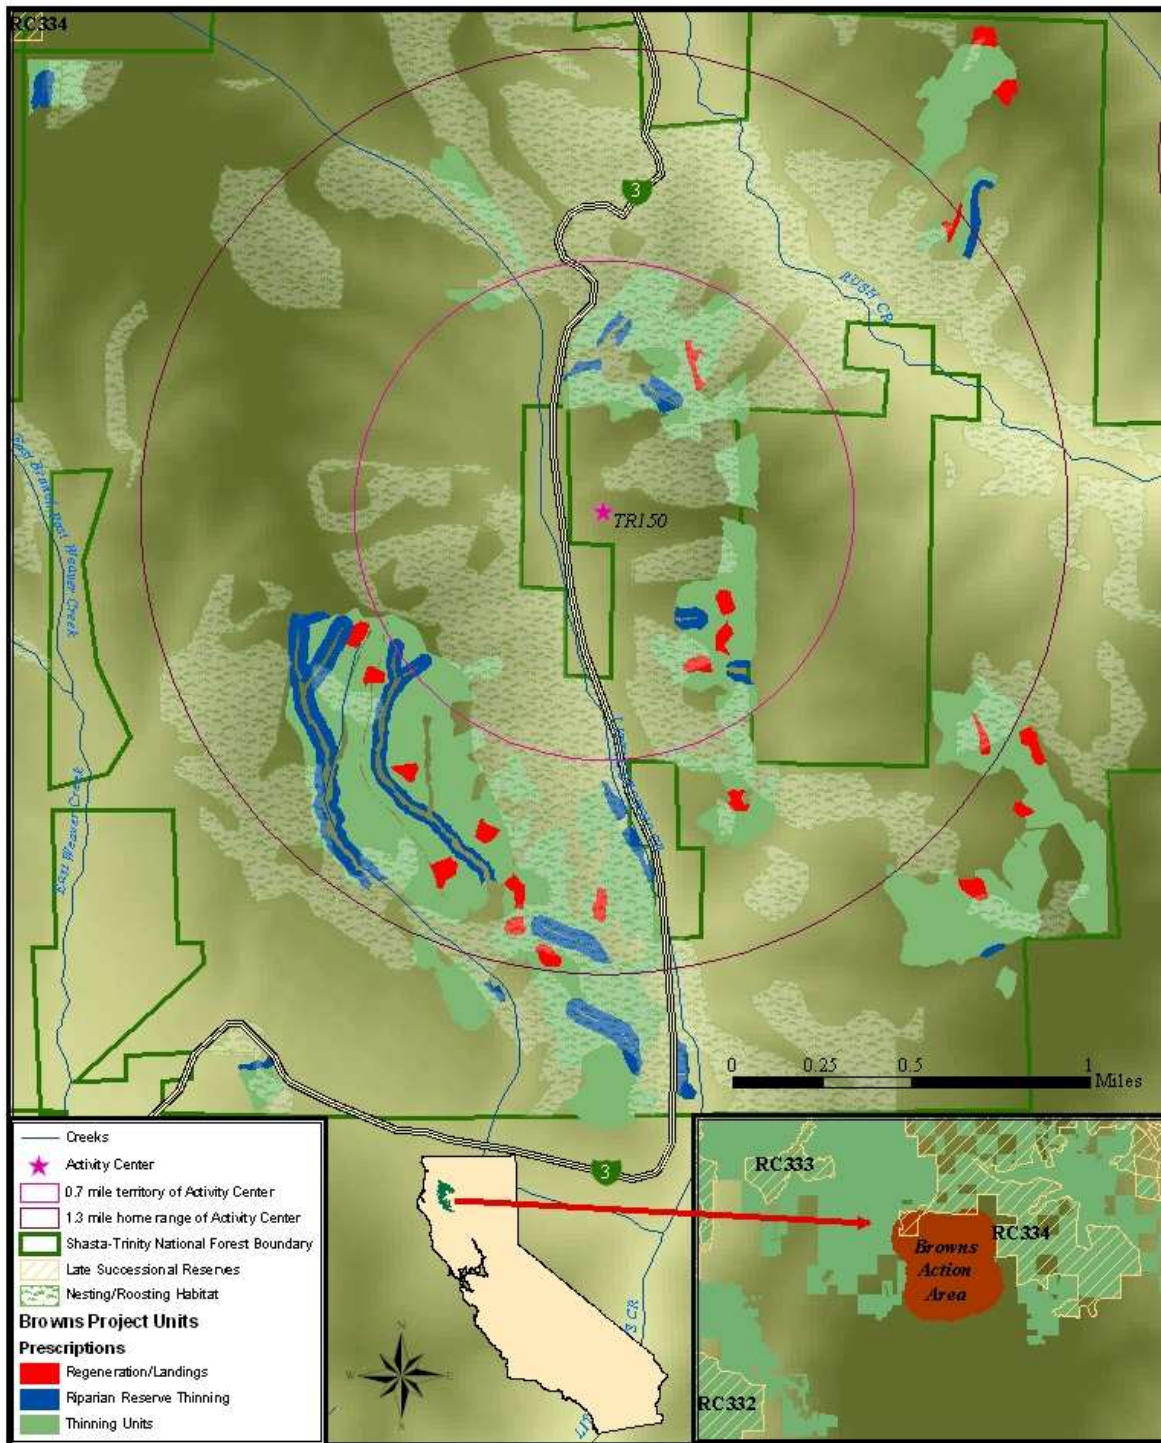 RC334
3
RUSH CR
East Branch East Weaver Creek
TR150
East Weaver Creek
0 0.25 0.5 1
Miles
Creeks
Activity Center
0.7 mile territory of Activity Center
1.3 mile home range of Activity Center
Shasta-Trinity National Forest Boundary
Late Successional Reserves
Nesting/Roosting Habitat
Browns Project Units
Prescriptions
Regeneration/Landings
Riparian Reserve Thinning
Thinning Units
3
N
W E
S
S CR
RC333
RC334
Browns
Action
Area
RC332